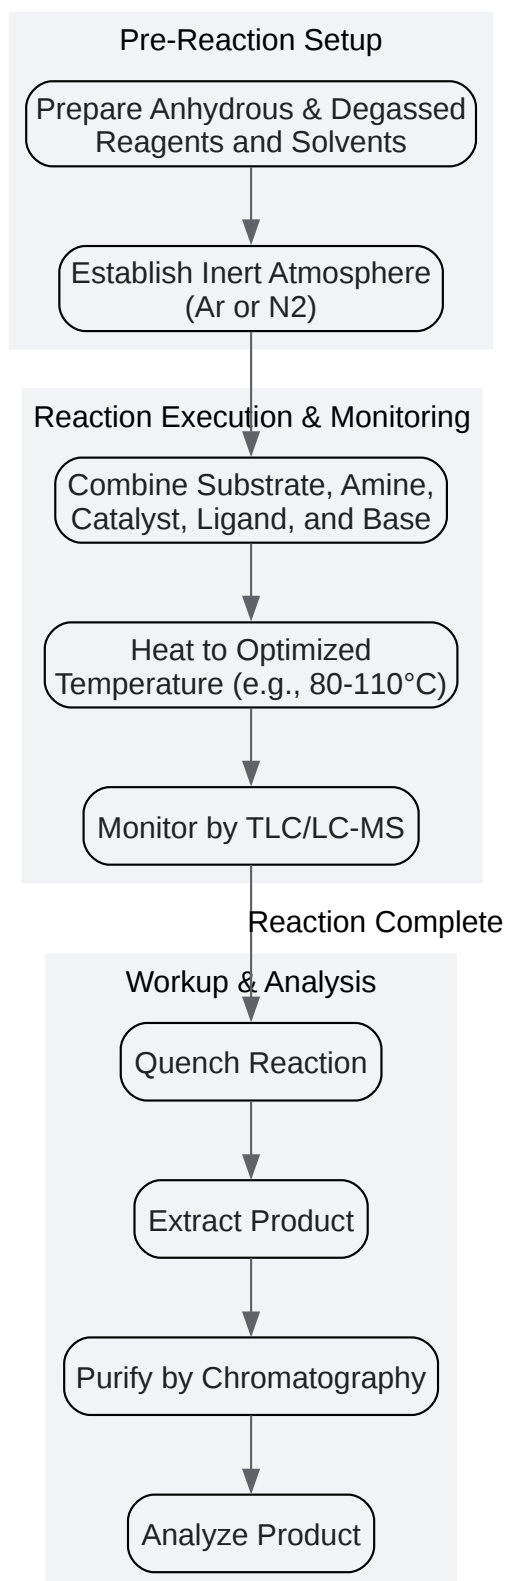 Pre-Reaction Setup
Prepare Anhydrous & Degassed
Reagents and Solvents
Establish Inert Atmosphere
(Ar or N2)
Reaction Execution & Monitoring
Combine Substrate, Amine,
Catalyst, Ligand, and Base
Heat to Optimized
Temperature (e.g., 80-110°C)
Monitor by TLC/LC-MS
Reaction Complete
Workup & Analysis
Quench Reaction
Extract Product
Purify by Chromatography
Analyze Product